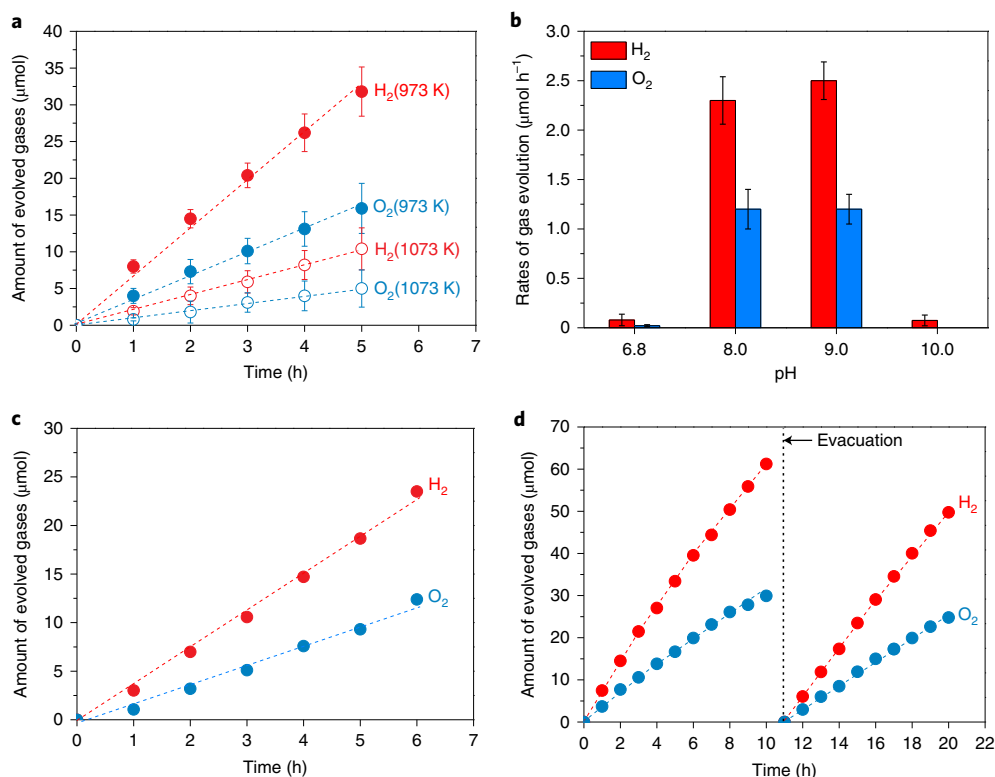 a
Amount of evolved gases (μmol)
40
35
30
25
20
15
10
5
0
H₂(973 K)
O₂(973 K)
H₂(1073 K)
O₂(1073 K)
0 1 2 3 4 5 6 7
Time (h)
b
Rates of gas evolution (μmol h⁻¹)
3.0
2.5
2.0
1.5
1.0
0.5
0
H₂
O₂
6.8 8.0 9.0 10.0
pH
c
Amount of evolved gases (μmol)
30
25
20
15
10
5
0
H₂
O₂
0 1 2 3 4 5 6 7
Time (h)
d
Amount of evolved gases (μmol)
70
60
50
40
30
20
10
0
Evacuation
H₂
O₂
0 2 4 6 8 10 12 14 16 18 20 22
Time (h)